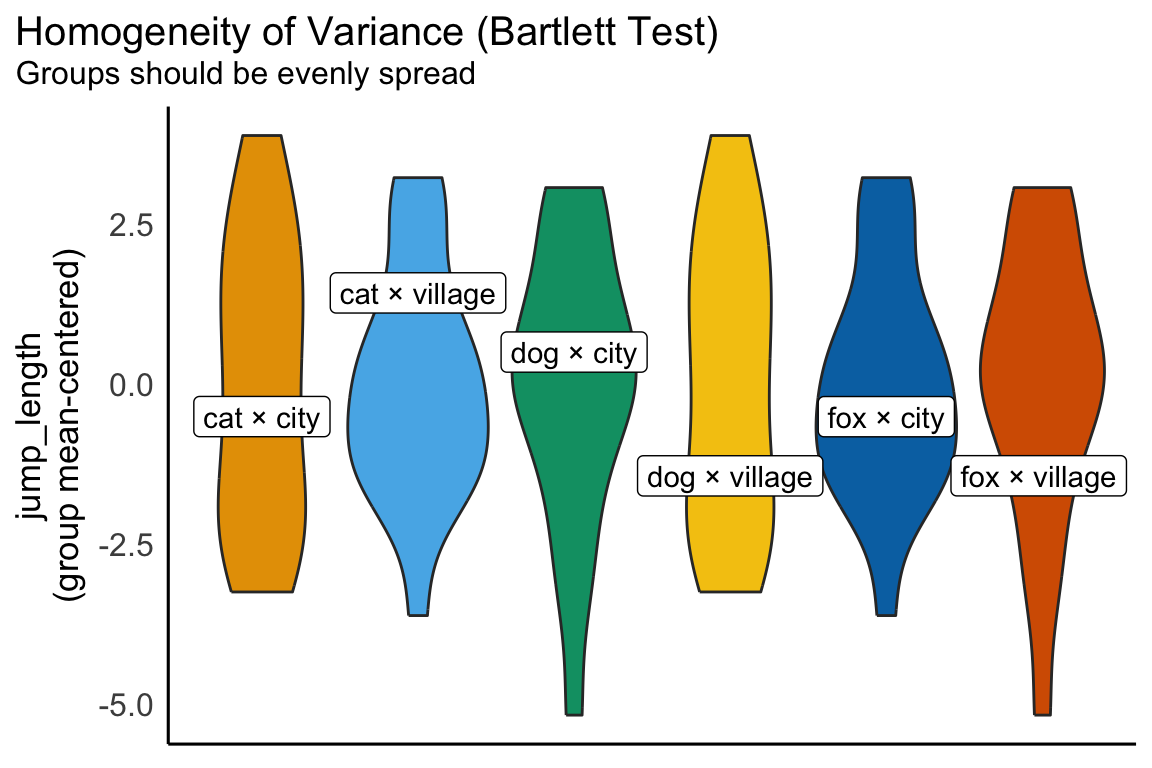 Homogeneity of Variance (Bartlett Test)
Groups should be evenly spread
jump_length
(group mean-centered)
2.5
0.0
-2.5
-5.0
cat × city
cat × village
dog × city
dog × village
fox × city
fox × village